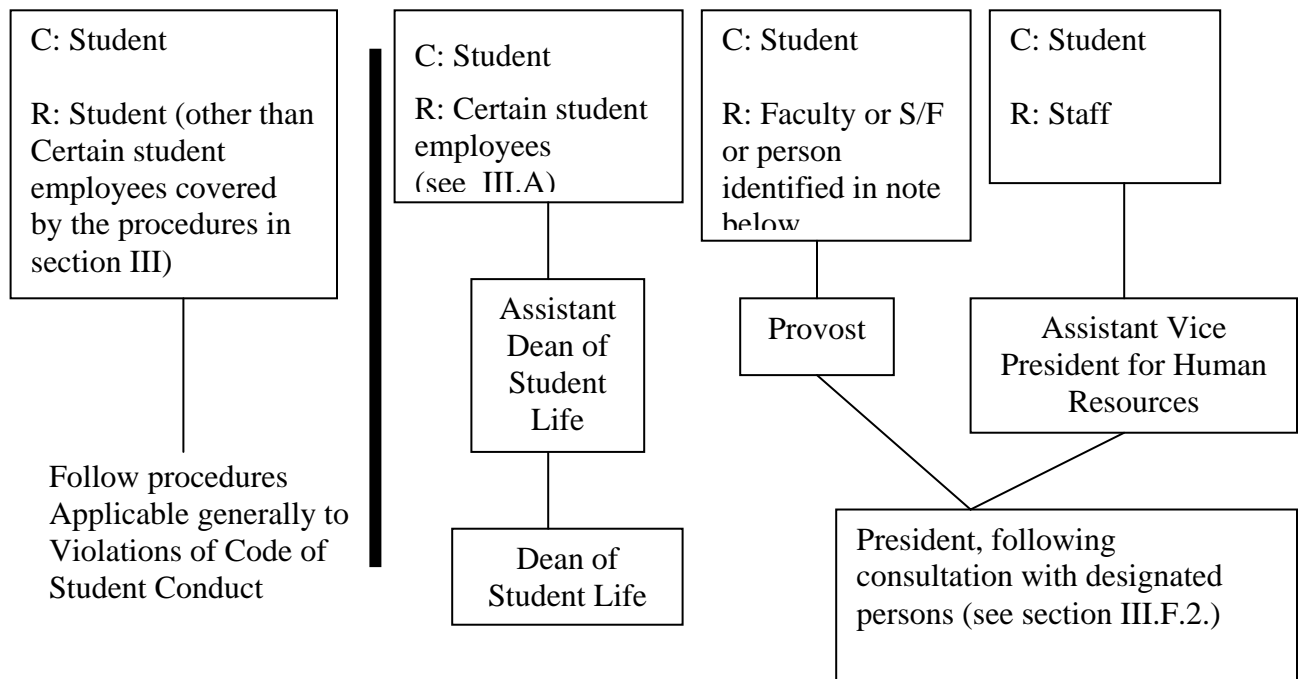 C: Student
R: Student (other than
Certain student
employees covered
by the procedures in
section III)
Follow procedures
Applicable generally to
Violations of Code of
Student Conduct
C: Student
R: Certain student
employees
(see III.A)
Assistant
Dean of
Student
Life
Dean of
Student Life
C: Student
R: Faculty or S/F
or person
identified in note
below
Provost
C: Student
R: Staff
Assistant Vice
President for Human
Resources
President, following
consultation with designated
persons (see section III.F.2.)